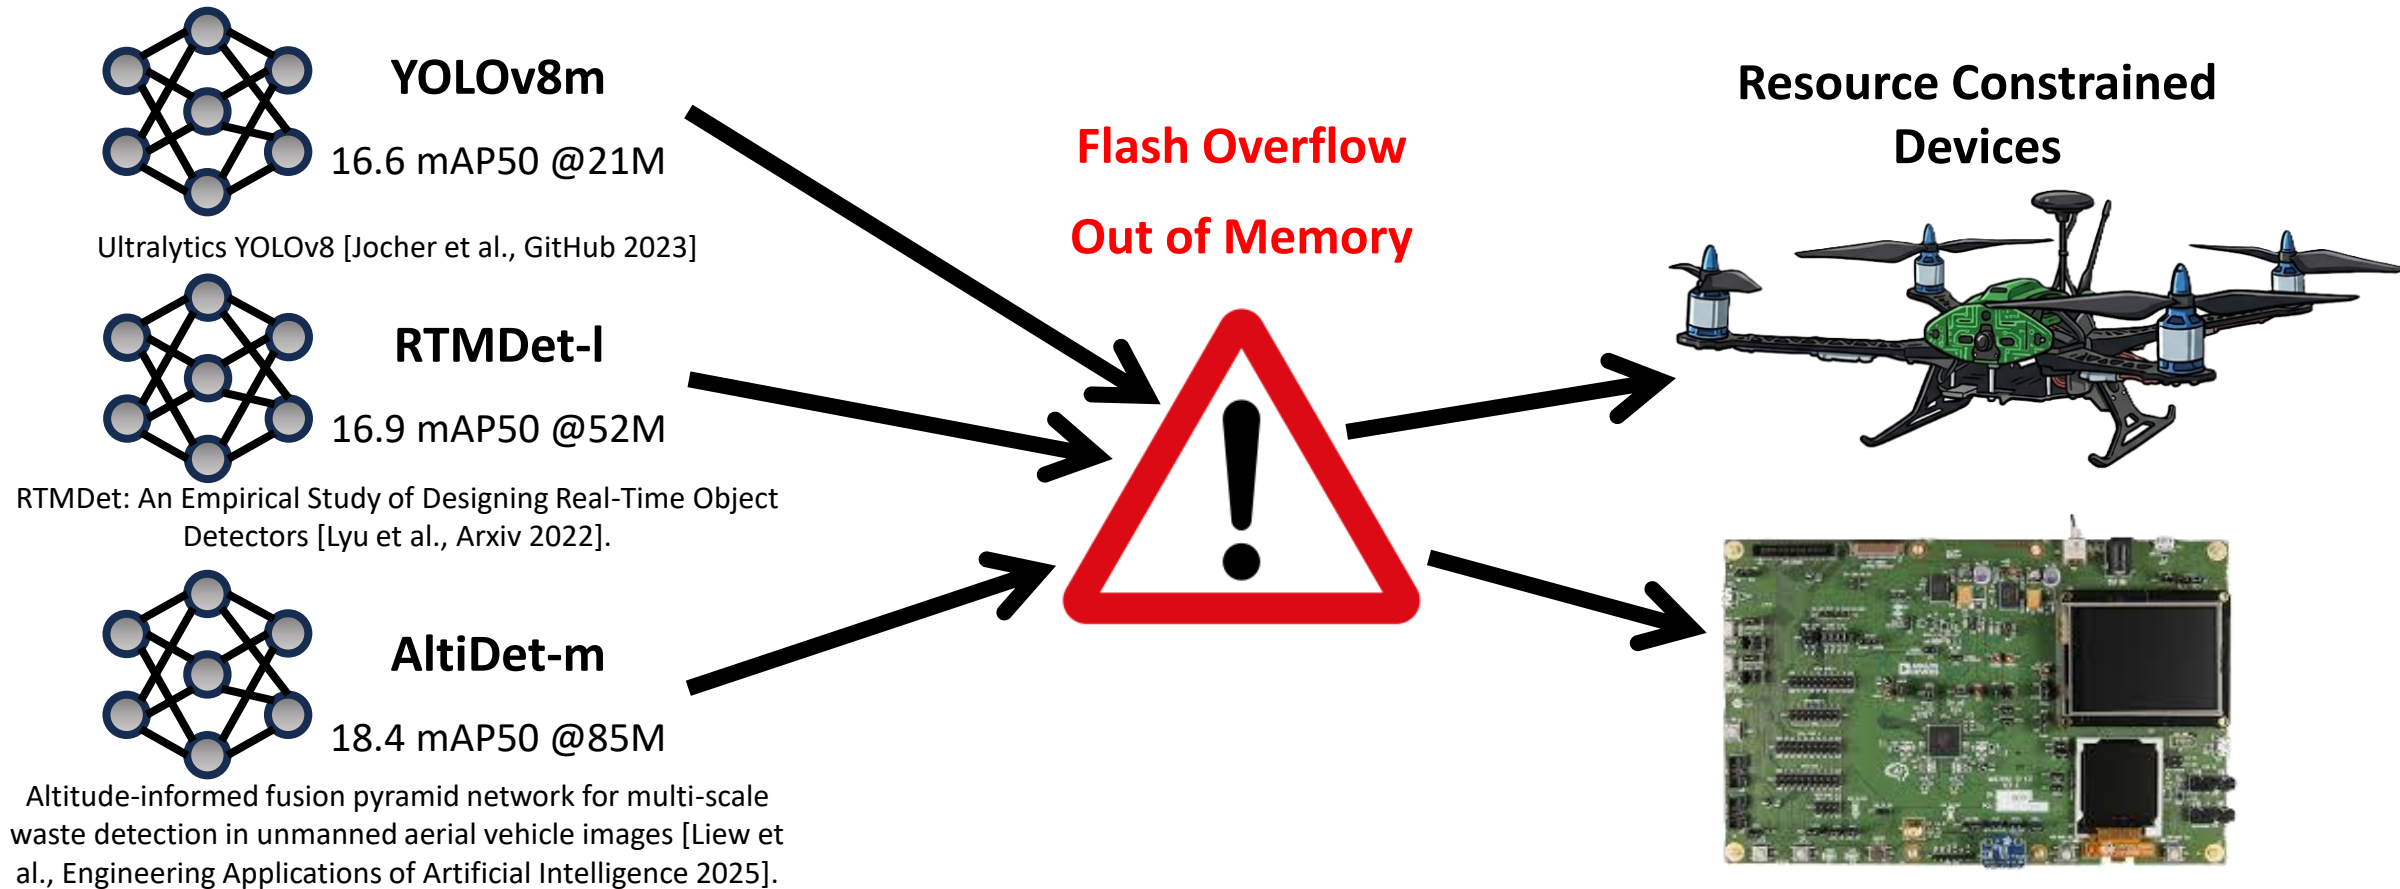 YOLOv8m
16.6 mAP50 @21M
Ultralytics YOLOv8 [Jocher et al., GitHub 2023]
RTMDet-l
16.9 mAP50 @52M
RTMDet: An Empirical Study of Designing Real-Time Object
Detectors [Lyu et al., Arxiv 2022].
AltiDet-m
18.4 mAP50 @85M
Altitude-informed fusion pyramid network for multi-scale
waste detection in unmanned aerial vehicle images [Liew et
al., Engineering Applications of Artificial Intelligence 2025].
Flash Overflow
Out of Memory
Resource Constrained
Devices